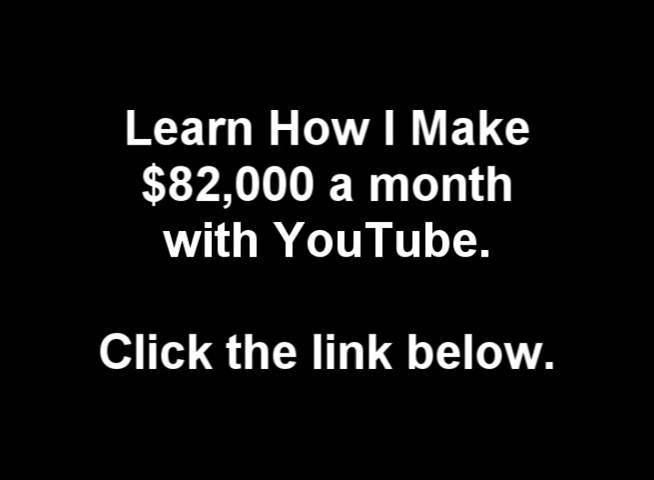 Learn How I Make
$82,000 a month
with YouTube.
Click the link below.